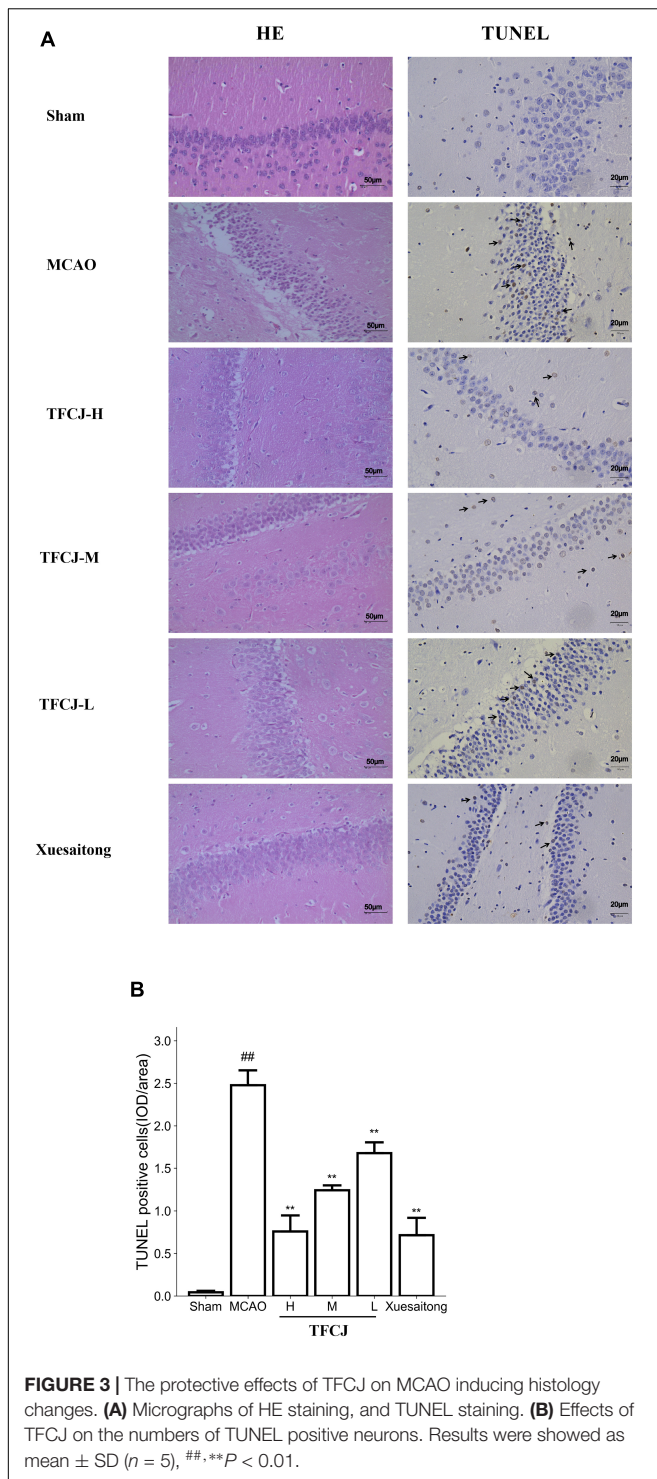 A
HE TUNEL
Sham
50μm 20μm
MCAO
50μm 20μm
TFCJ-H
50μm 20μm
TFCJ-M
50μm 20μm
TFCJ-L
50μm 20μm
Xuesaitong
50μm 20μm
B
TUNEL positive cells(IOD/area)
3.0
2.5
2.0
1.5
1.0
0.5
0.0
##
**
**
**
**
Sham MCAO H M L Xuesaitong
TFCJ
FIGURE 3 | The protective effects of TFCJ on MCAO inducing histology
changes. (A) Micrographs of HE staining, and TUNEL staining. (B) Effects of
TFCJ on the numbers of TUNEL positive neurons. Results were showed as
mean ± SD (n = 5), ##,**P < 0.01.